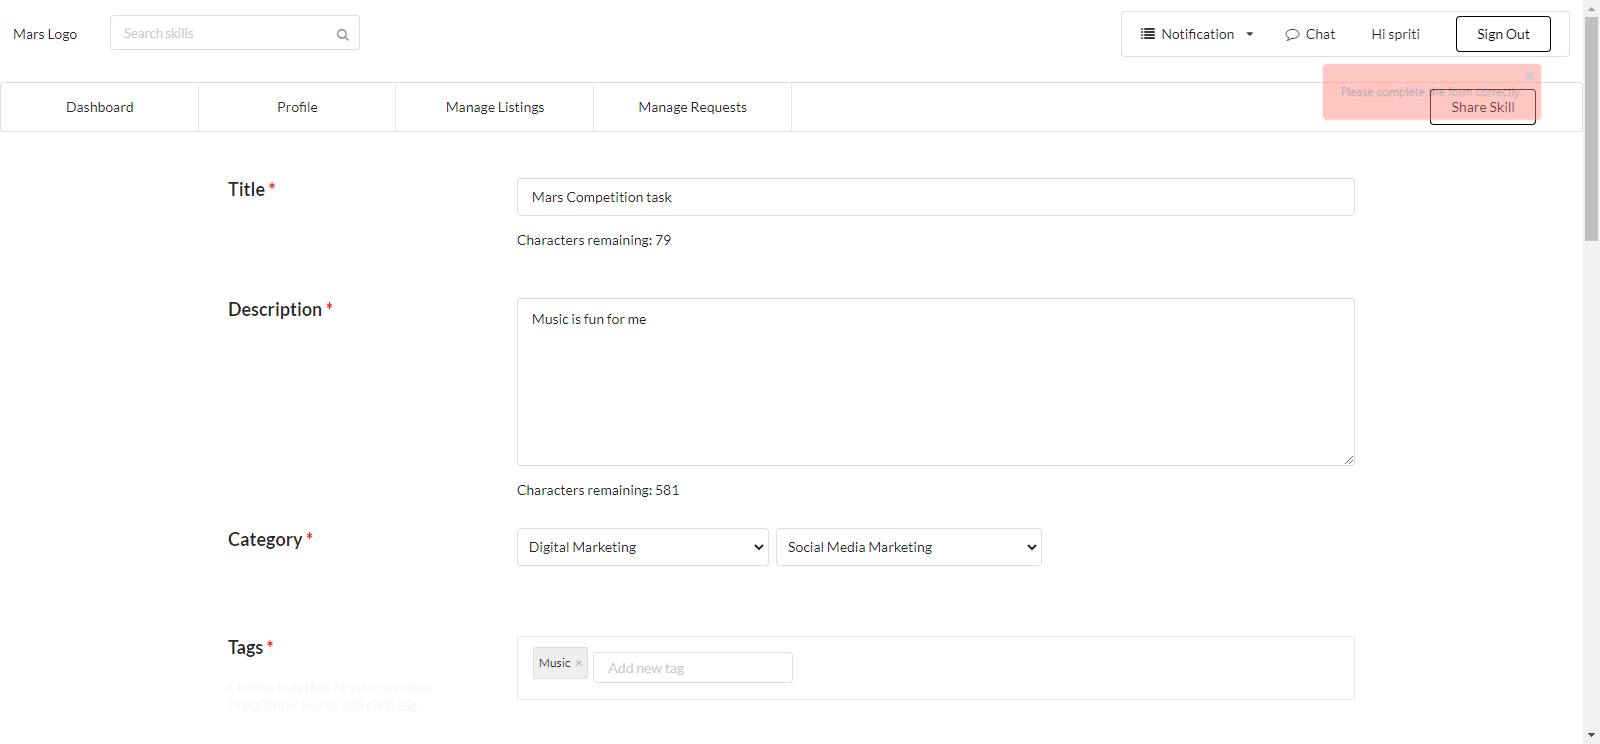 Mars Logo
Search skills
Notification
Chat
Hi spriti
Sign Out
Please complete the form correctly.
Dashboard
Profile
Manage Listings
Manage Requests
Share Skill
Title *
Mars Competition task
Characters remaining: 79
Description *
Music is fun for me
Characters remaining: 581
Category *
Digital Marketing
Social Media Marketing
Tags *
Music ×
Add new tag
Choose tags that fit your services.
Press Enter key to add each tag.